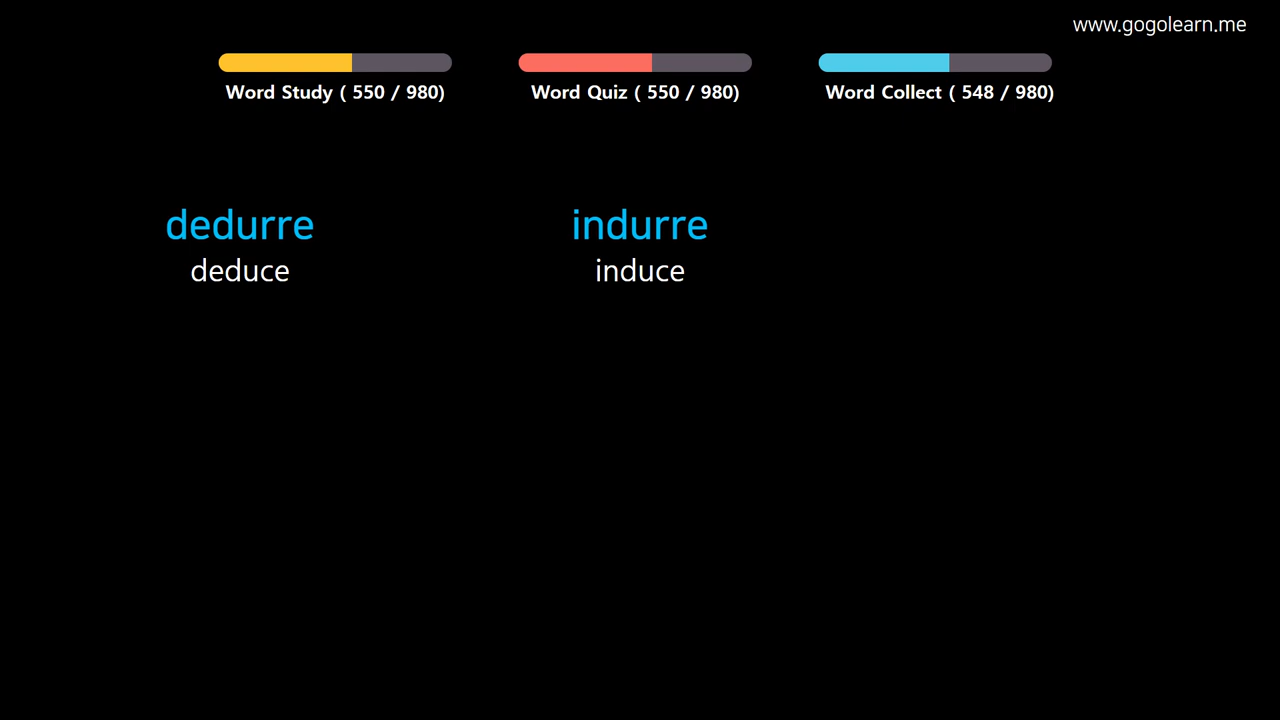 www.gogolearn.me
Word Study ( 550 / 980)
Word Quiz ( 550 / 980)
Word Collect ( 548 / 980)
dedurre
deduce
indurre
induce